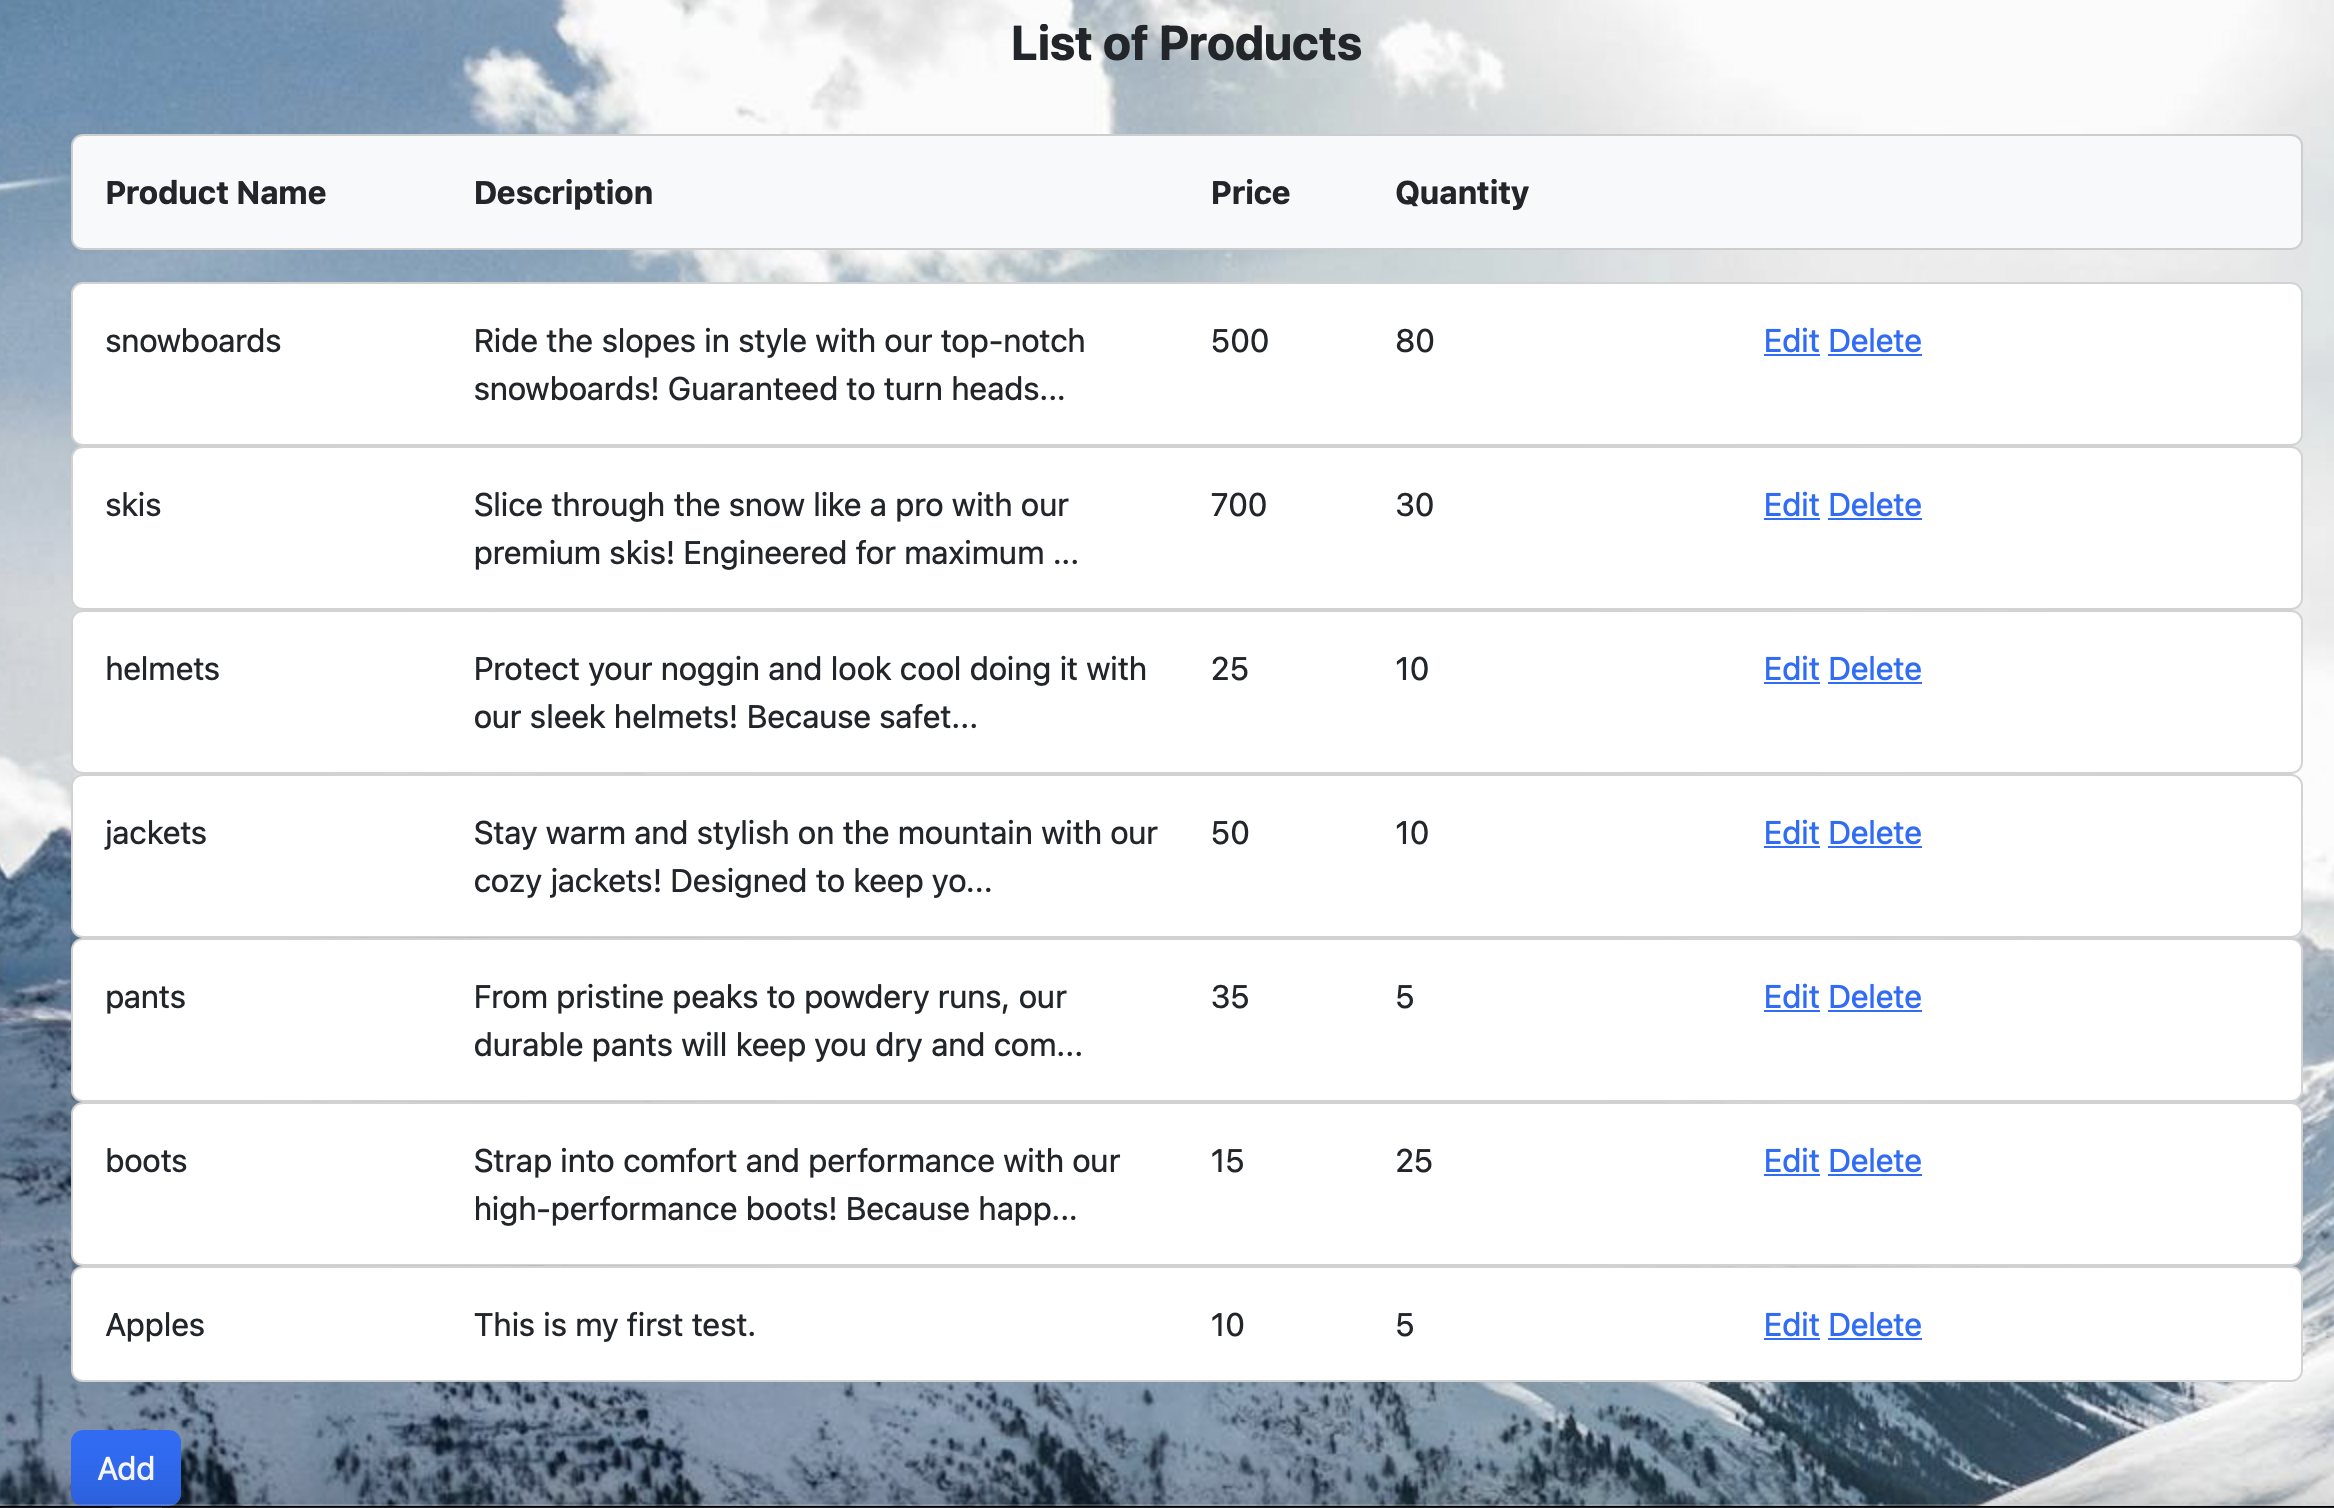 List of Products
Product Name Description Price Quantity
snowboards Ride the slopes in style with our top-notch 500 80 Edit Delete
snowboards! Guaranteed to turn heads...
skis Slice through the snow like a pro with our 700 30 Edit Delete
premium skis! Engineered for maximum ...
helmets Protect your noggin and look cool doing it with 25 10 Edit Delete
our sleek helmets! Because safet...
jackets Stay warm and stylish on the mountain with our 50 10 Edit Delete
cozy jackets! Designed to keep yo...
pants From pristine peaks to powdery runs, our 35 5 Edit Delete
durable pants will keep you dry and com...
boots Strap into comfort and performance with our 15 25 Edit Delete
high-performance boots! Because happ...
Apples This is my first test. 10 5 Edit Delete
Add